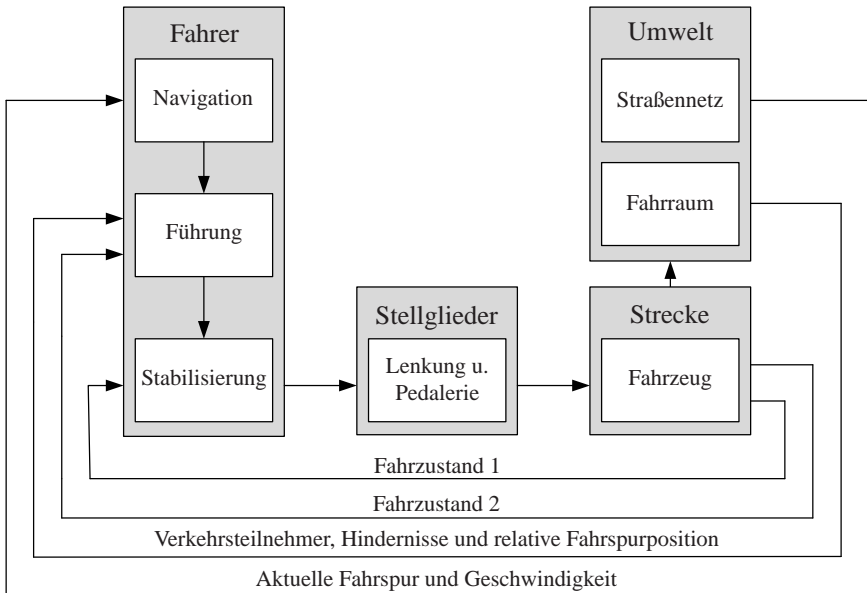 Fahrer
Navigation
Führung
Stabilisierung
Stellglieder
Lenkung u.
Pedalerie
Umwelt
Straßennetz
Fahrraum
Strecke
Fahrzeug
Fahrzustand 1
Fahrzustand 2
Verkehrsteilnehmer, Hindernisse und relative Fahrspurposition
Aktuelle Fahrspur und Geschwindigkeit